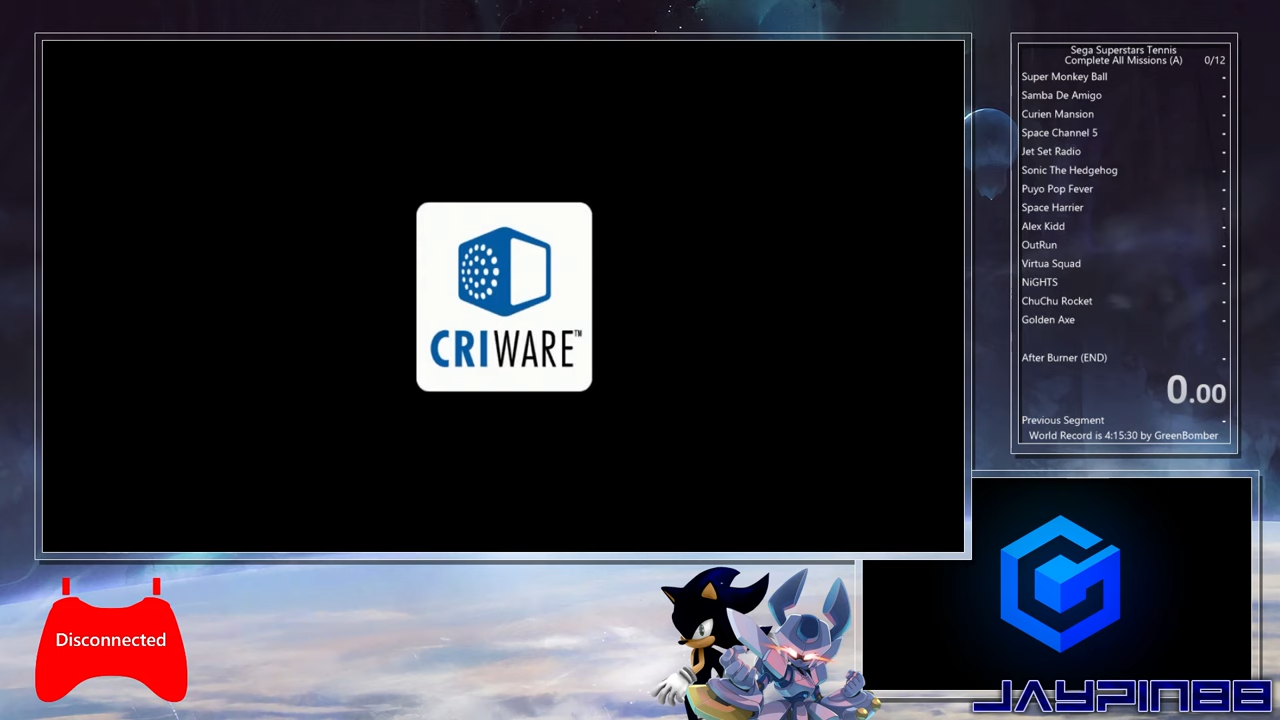 CRIWARE™
Sega Superstars Tennis
Complete All Missions (A) 0/12
Super Monkey Ball -
Samba De Amigo -
Curien Mansion -
Space Channel 5 -
Jet Set Radio -
Sonic The Hedgehog -
Puyo Pop Fever -
Space Harrier -
Alex Kidd -
OutRun -
Virtua Squad -
NiGHTS -
ChuChu Rocket -
Golden Axe -
After Burner (END) -
0.00
Previous Segment -
World Record is 4:15:30 by GreenBomber
Disconnected
JAYPIN88